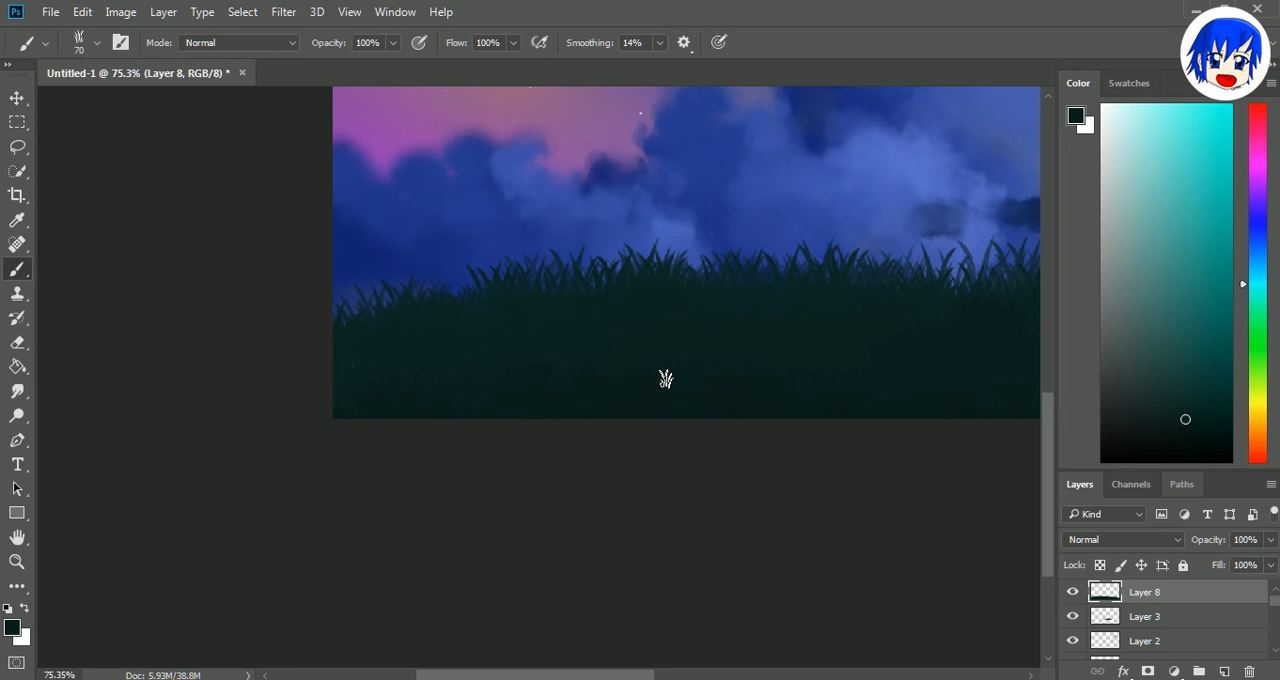 Ps File Edit Image Layer Type Select Filter 3D View Window Help
70 Mode: Normal Opacity: 100% Flow: 100% Smoothing: 14%
Untitled-1 @ 75.3% (Layer 8, RGB/8) *
Color Swatches
Layers Channels Paths
Kind
Normal Opacity: 100%
Lock: Fill: 100%
Layer 8
Layer 3
Layer 2
75.35% Doc: 5.93M/38.8M